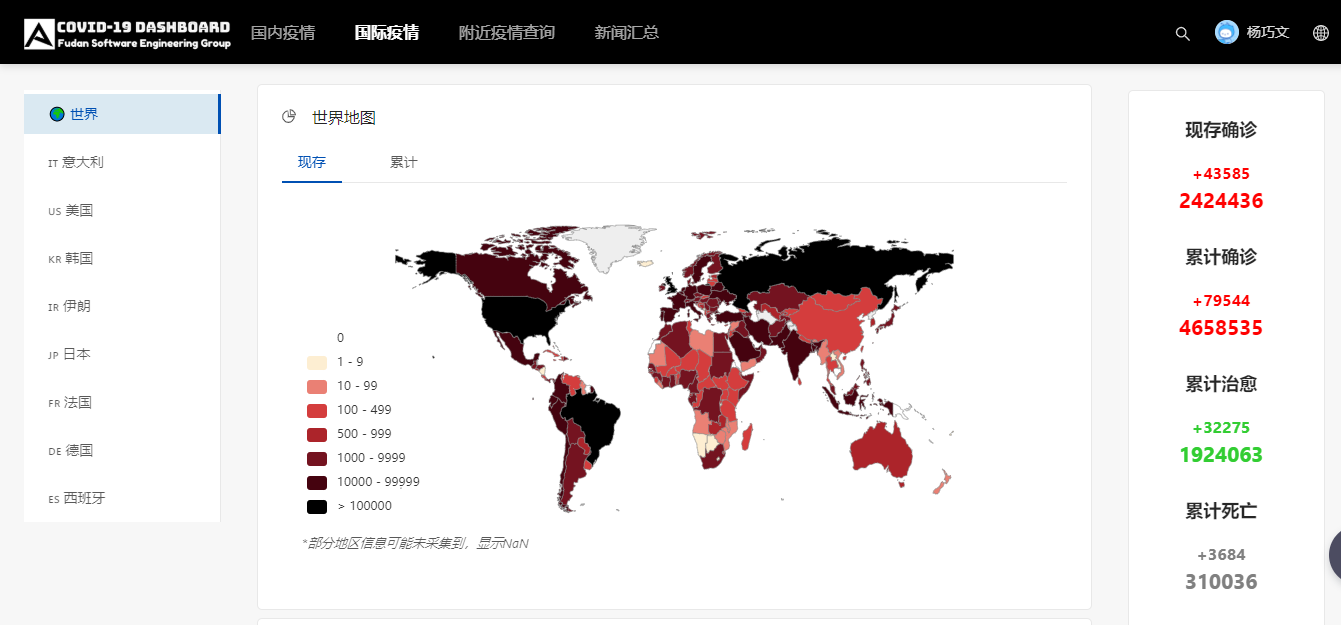 COVID-19 DASHBOARD
Fudan Software Engineering Group
国内疫情
国际疫情
附近疫情查询
新闻汇总
杨巧文
世界
IT 意大利
US 美国
KR 韩国
IR 伊朗
JP 日本
FR 法国
DE 德国
ES 西班牙
世界地图
现存
累计
0
1 - 9
10 - 99
100 - 499
500 - 999
1000 - 9999
10000 - 99999
> 100000
*部分地区信息可能未采集到，显示NaN
现存确诊
+43585
2424436
累计确诊
+79544
4658535
累计治愈
+32275
1924063
累计死亡
+3684
310036